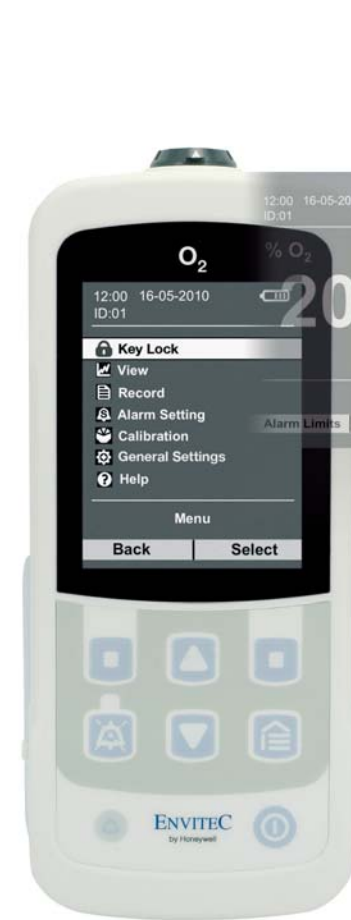 12:00 16-05-20
ID:01
% O2
20
Alarm Limits
O2
12:00 16-05-2010
ID:01
Key Lock
View
Record
Alarm Setting
Calibration
General Settings
Help
Menu
Back Select
ENVITEC
by Honeywell